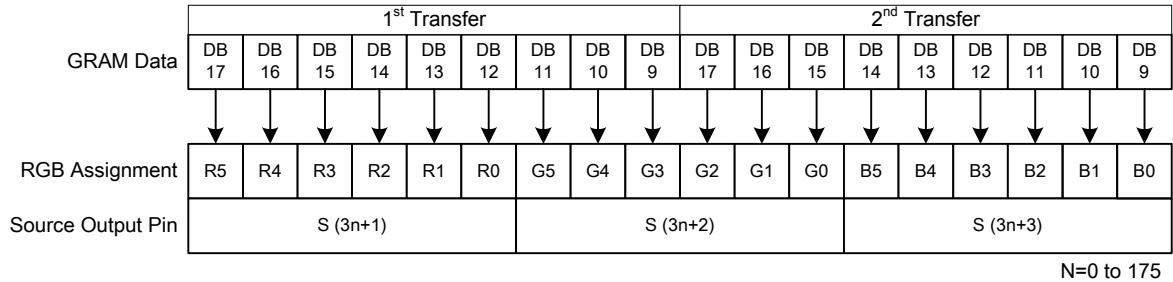 1st Transfer 2nd Transfer
GRAM Data DB 17 DB 16 DB 15 DB 14 DB 13 DB 12 DB 11 DB 10 DB 9 DB 17 DB 16 DB 15 DB 14 DB 13 DB 12 DB 11 DB 10 DB 9
RGB Assignment R5 R4 R3 R2 R1 R0 G5 G4 G3 G2 G1 G0 B5 B4 B3 B2 B1 B0
Source Output Pin S (3n+1) S (3n+2) S (3n+3)
N=0 to 175